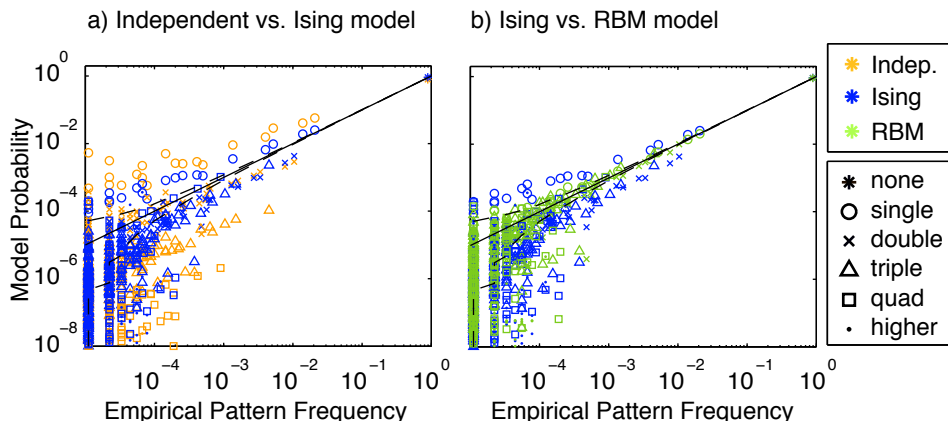 a) Independent vs. Ising model
b) Ising vs. RBM model
Model Probability
10^0
10^−2
10^−4
10^−6
10^−8
10^−4
10^−3
10^−2
10^−1
10^0
Empirical Pattern Frequency
10^−4
10^−3
10^−2
10^−1
10^0
Empirical Pattern Frequency
Indep.
Ising
RBM
none
single
double
triple
quad
higher